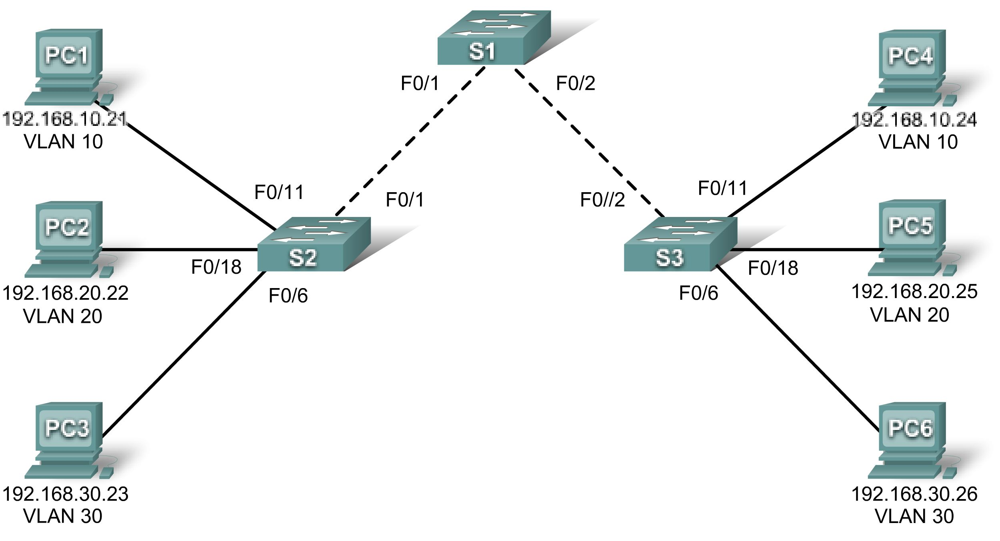 S1
PC1
PC4
F0/1
F0/2
192.168.10.21
VLAN 10
192.168.10.24
VLAN 10
F0/11
F0/1
F0//2
F0/11
PC2
S2
F0/18
F0/6
S3
F0/18
F0/6
PC5
192.168.20.22
VLAN 20
192.168.20.25
VLAN 20
PC3
PC6
192.168.30.23
VLAN 30
192.168.30.26
VLAN 30